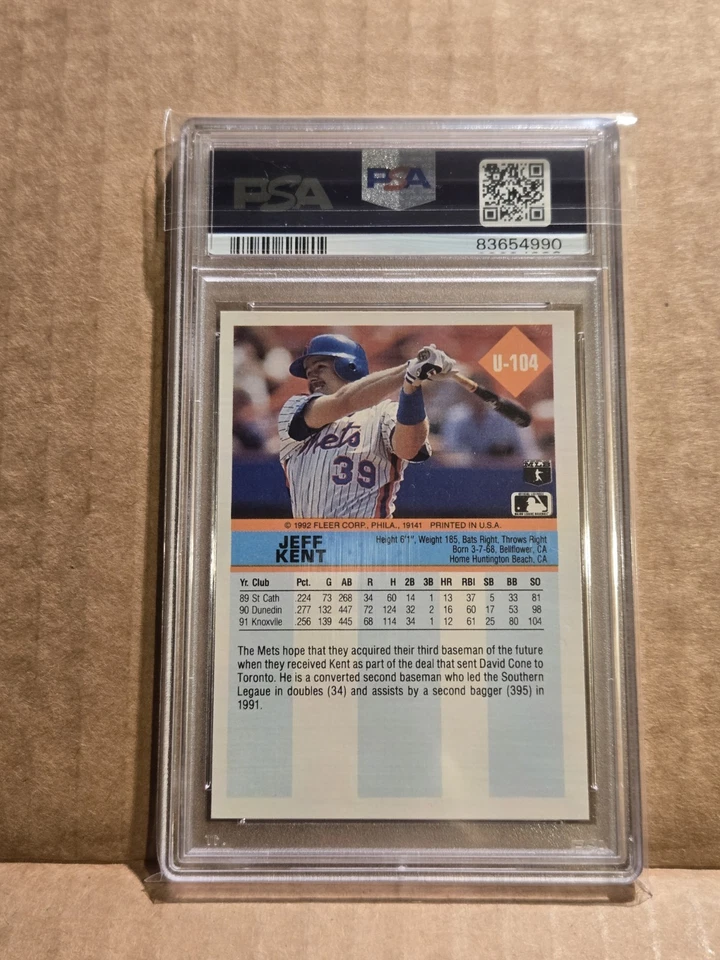 PSA
PSA
83654990
U-104
Mets
39
© 1992 FLEER CORP., PHILA., 19141 PRINTED IN U.S.A.
JEFF
KENT
Height 6'1", Weight 185, Bats Right, Throws Right
Born 3-7-68, Bellflower, CA
Home Huntington Beach, CA
Yr. Club Pct. G AB R H 2B 3B HR RBI SB BB SO
89 St Cath .224 73 268 34 60 14 1 13 37 5 33 81
90 Dunedin .277 132 447 72 124 32 2 16 60 17 53 98
91 Knoxvlle .256 139 445 68 114 34 1 12 61 25 80 104
The Mets hope that they acquired their third baseman of the future
when they received Kent as part of the deal that sent David Cone to
Toronto. He is a converted second baseman who led the Southern
Legaue in doubles (34) and assists by a second bagger (395) in
1991.